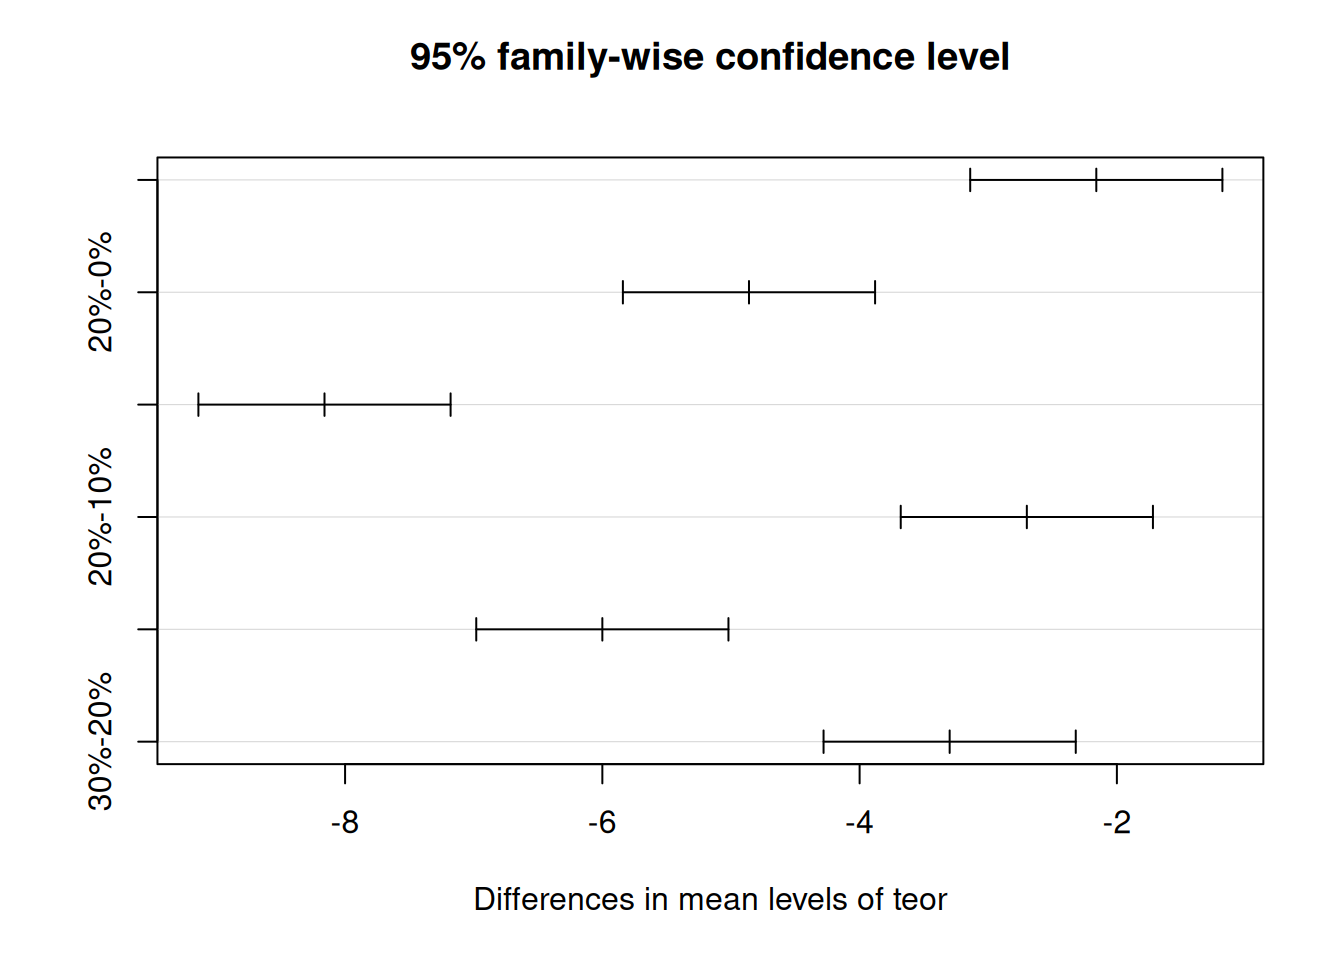 95% family-wise confidence level
20%-0%
20%-10%
30%-20%
-8 -6 -4 -2
Differences in mean levels of teor